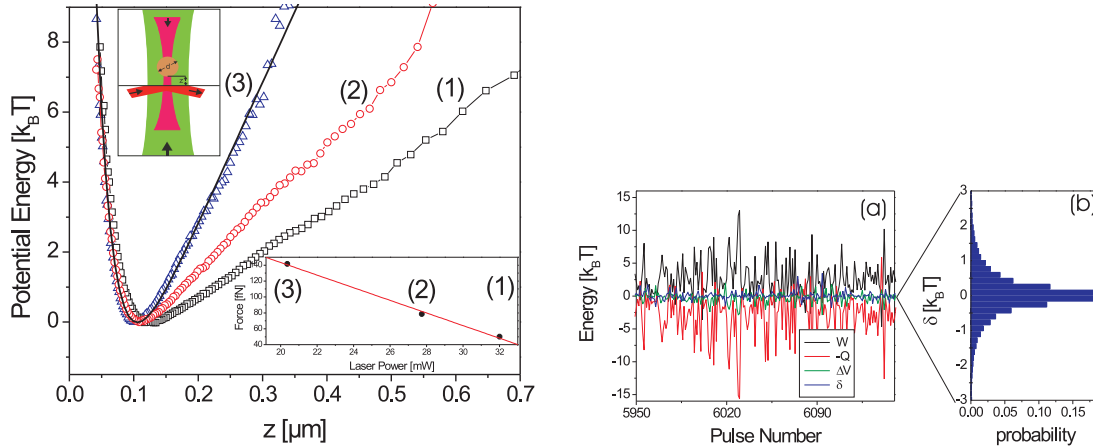 Potential Energy [k_B T]
8
6
4
2
0
0.0 0.1 0.2 0.3 0.4 0.5 0.6 0.7
z [µm]
(3)
(2)
(1)
d
z
Force [fN]
140
120
100
80
60
40
20 22 24 26 28 30 32
Laser Power [mW]
(3)
(2)
(1)
(a)
Energy [k_B T]
15
10
5
0
-5
-10
-15
5950 6020 6090
Pulse Number
W
-Q
ΔV
δ
(b)
δ [k_B T]
3
2
1
0
-1
-2
-3
0.00 0.05 0.10 0.15
probability